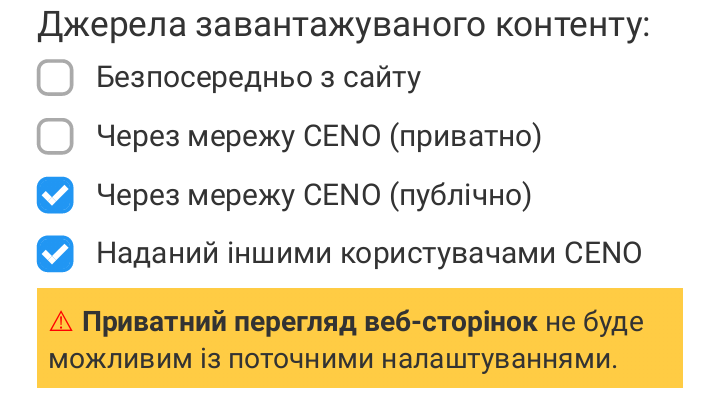 Джерела завантажуваного контенту:
Безпосередньо з сайту
Через мережу CENO (приватно)
Через мережу CENO (публічно)
Наданий іншими користувачами CENO
⚠ Приватний перегляд веб-сторінок не буде
можливим із поточними налаштуваннями.